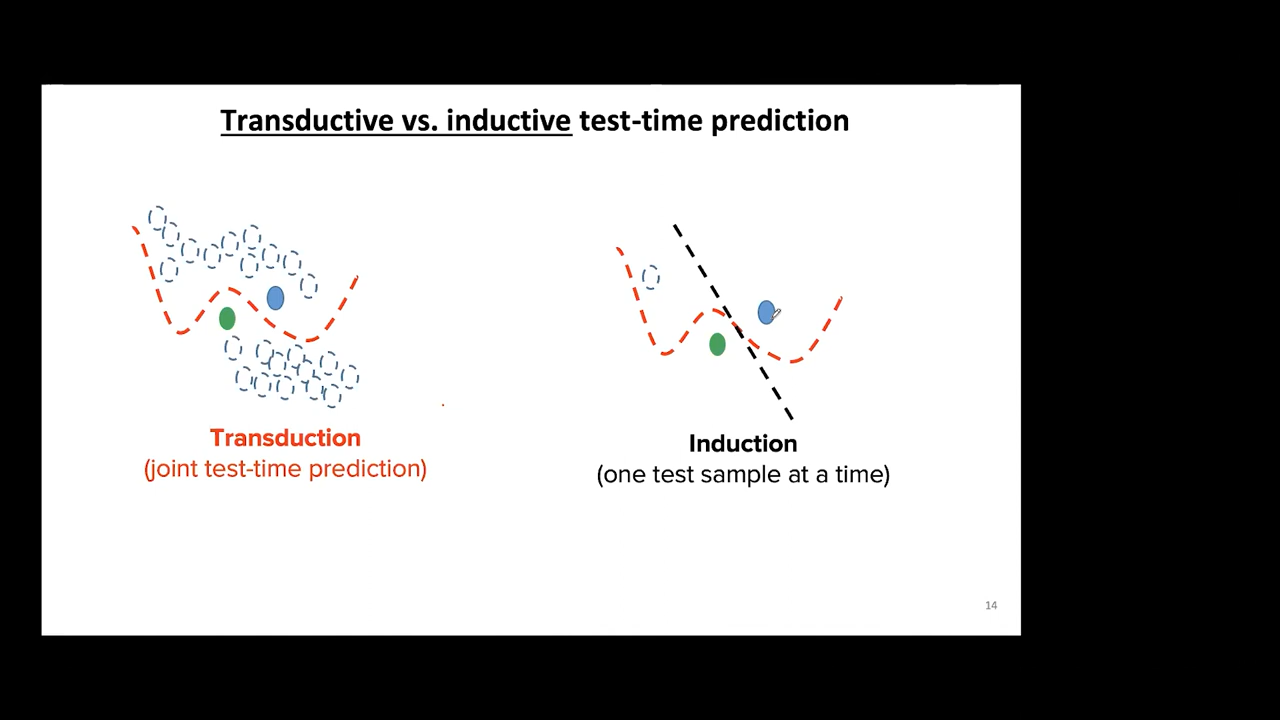 Transductive vs. inductive test-time prediction
Transduction
(joint test-time prediction)
Induction
(one test sample at a time)
14